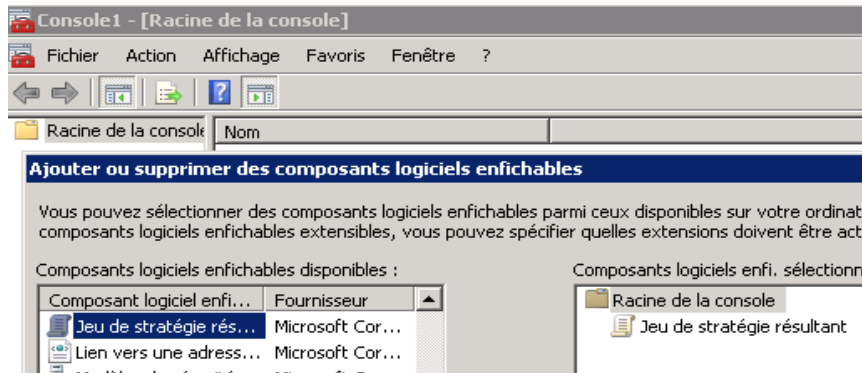 Console1 - [Racine de la console]
Fichier Action Affichage Favoris Fenêtre ?
Racine de la console Nom
Ajouter ou supprimer des composants logiciels enfichables
Vous pouvez sélectionner des composants logiciels enfichables parmi ceux disponibles sur votre ordinat
composants logiciels enfichables extensibles, vous pouvez spécifier quelles extensions doivent être act
Composants logiciels enfichables disponibles : Composants logiciels enfi. sélectionn
Composant logiciel enfi... Fournisseur Racine de la console
Jeu de stratégie rés... Microsoft Cor... Jeu de stratégie résultant
Lien vers une adress... Microsoft Cor...